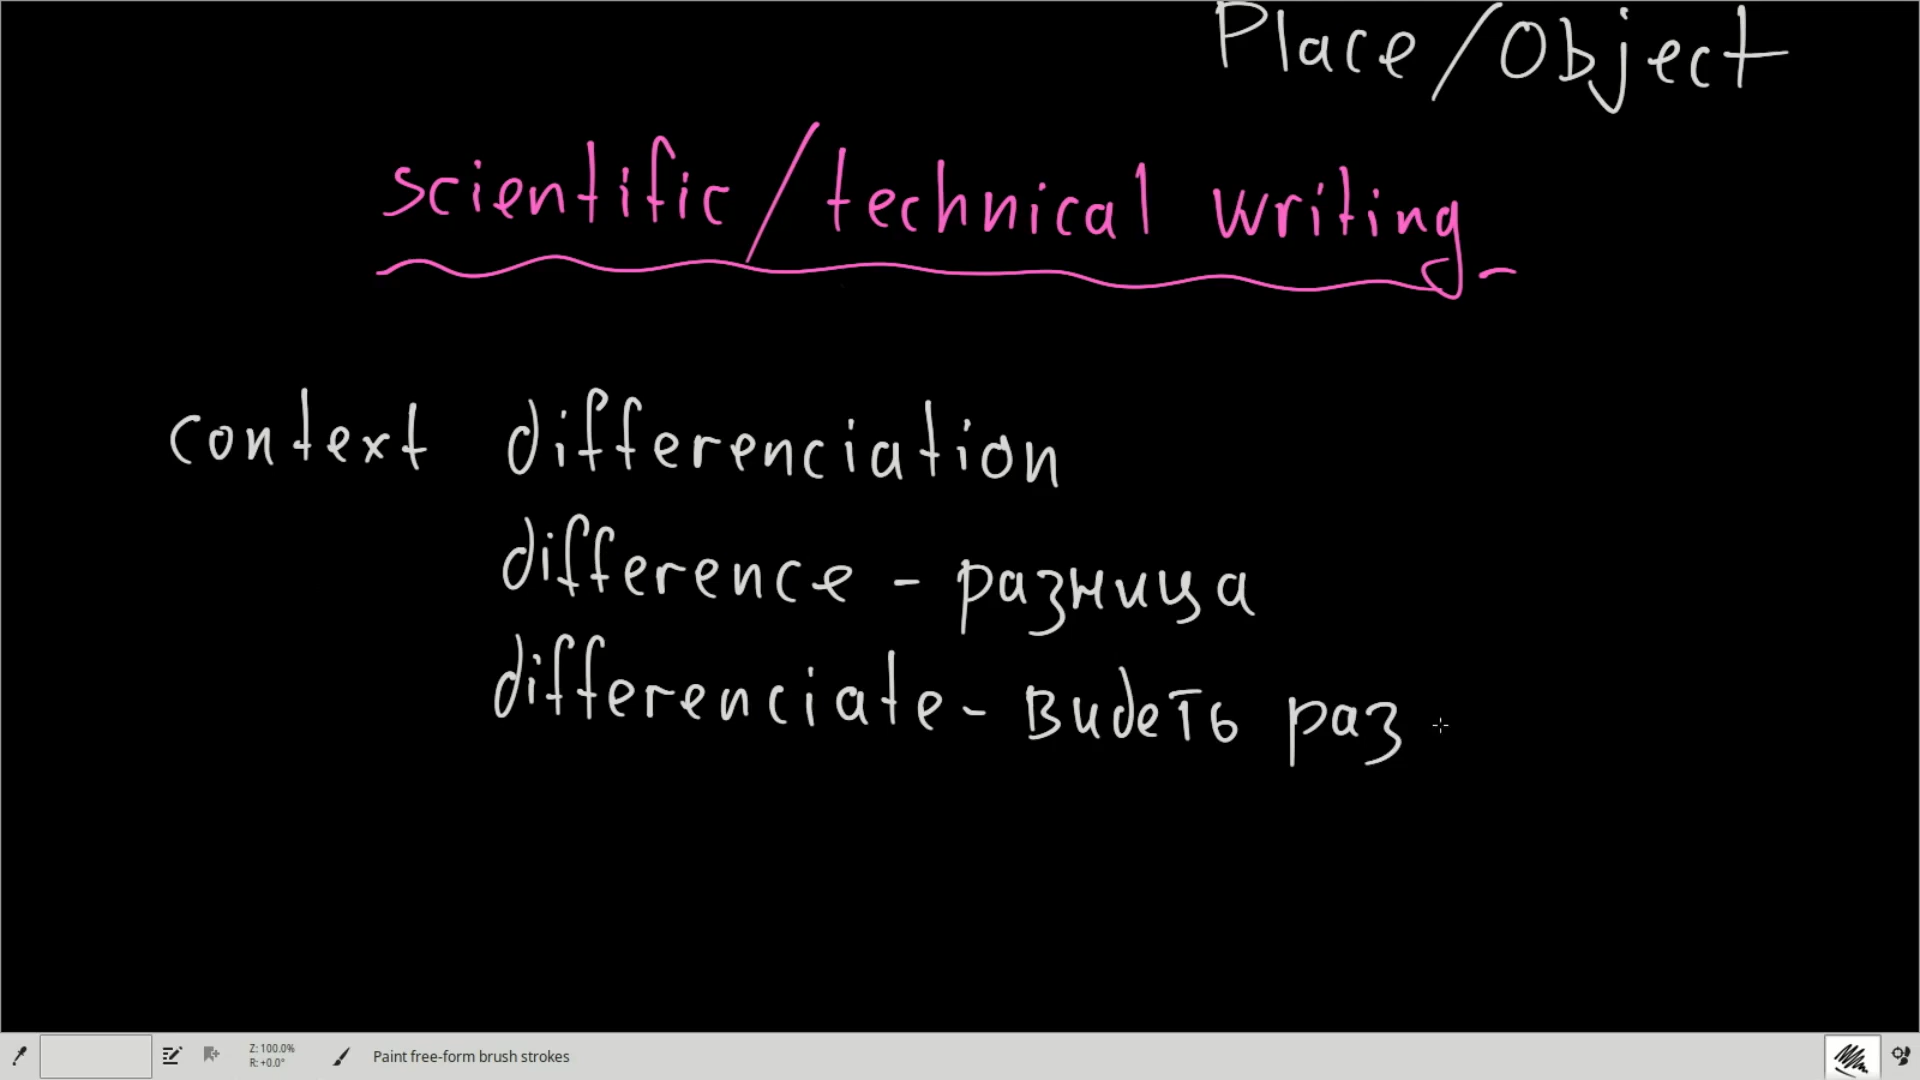 Place/Object
scientific/technical writing
context differenciation
difference - разница
differenciate - видеть раз
Z: 100.0%
R: +0.0°
Paint free-form brush strokes